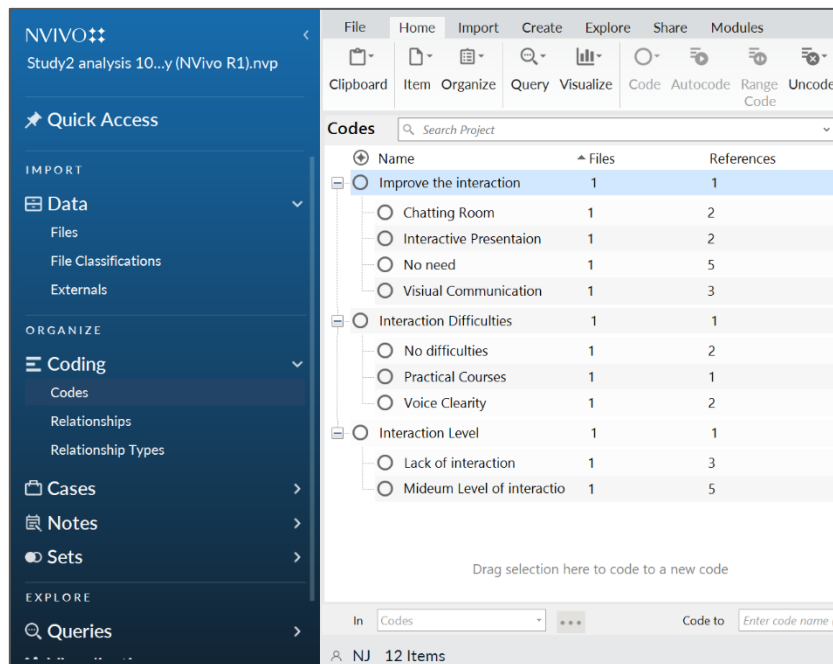 NVIVO
Study2 analysis 10...y (NVivo R1).nvp
Quick Access
IMPORT
Data
Files
File Classifications
Externals
ORGANIZE
Coding
Codes
Relationships
Relationship Types
Cases
Notes
Sets
EXPLORE
Queries
File Home Import Create Explore Share Modules
Clipboard Item Organize Query Visualize Code Autocode Range Code Uncode
Codes Search Project
Name Files References
Improve the interaction 1 1
Chatting Room 1 2
Interactive Presentaion 1 2
No need 1 5
Visiual Communication 1 3
Interaction Difficulties 1 1
No difficulties 1 2
Practical Courses 1 1
Voice Clearity 1 2
Interaction Level 1 1
Lack of interaction 1 3
Mideum Level of interactio 1 5
Drag selection here to code to a new code
In Codes Code to Enter code name
NJ 12 Items